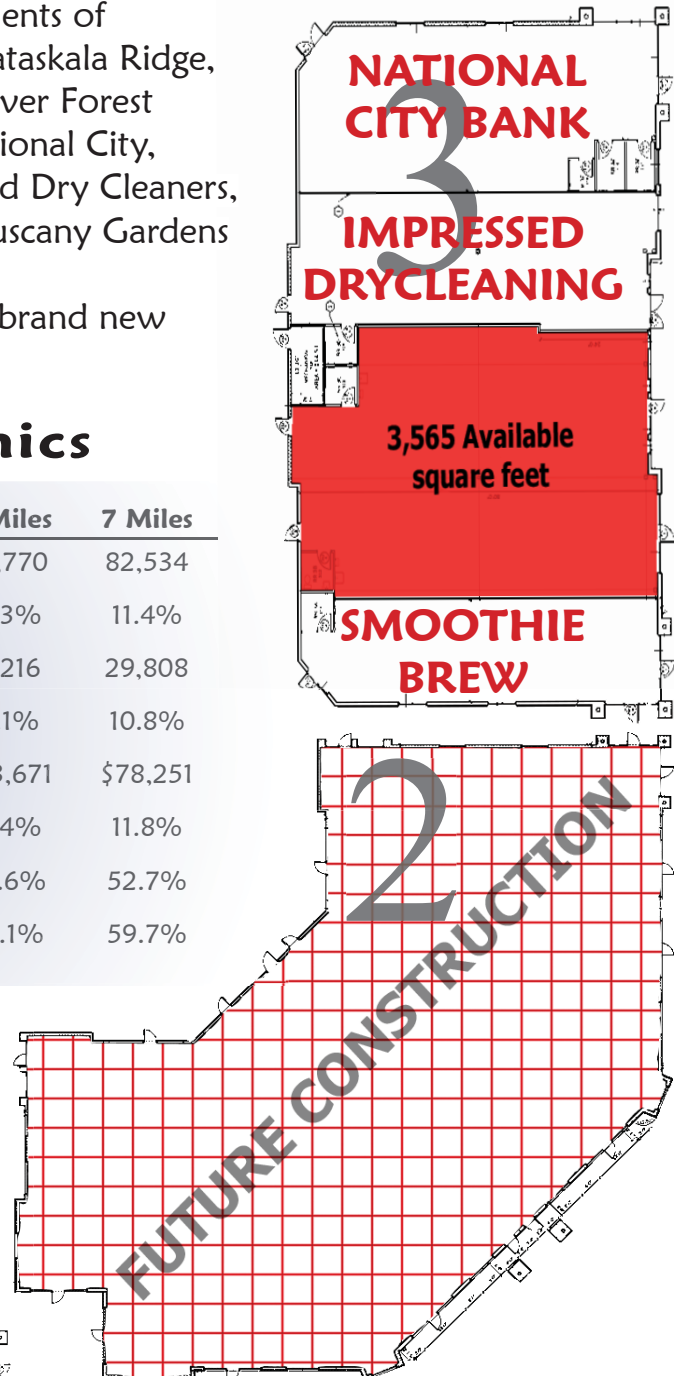 ents of
ataskala Ridge,
ver Forest
ional City,
d Dry Cleaners,
uscany Gardens
brand new
nics
Miles 7 Miles
,770 82,534
3% 11.4%
216 29,808
1% 10.8%
3,671 $78,251
4% 11.8%
.6% 52.7%
.1% 59.7%
3
NATIONAL
CITY BANK
IMPRESSED
DRYCLEANING
3,565 Available
square feet
SMOOTHIE
BREW
2
FUTURE CONSTRUCTION